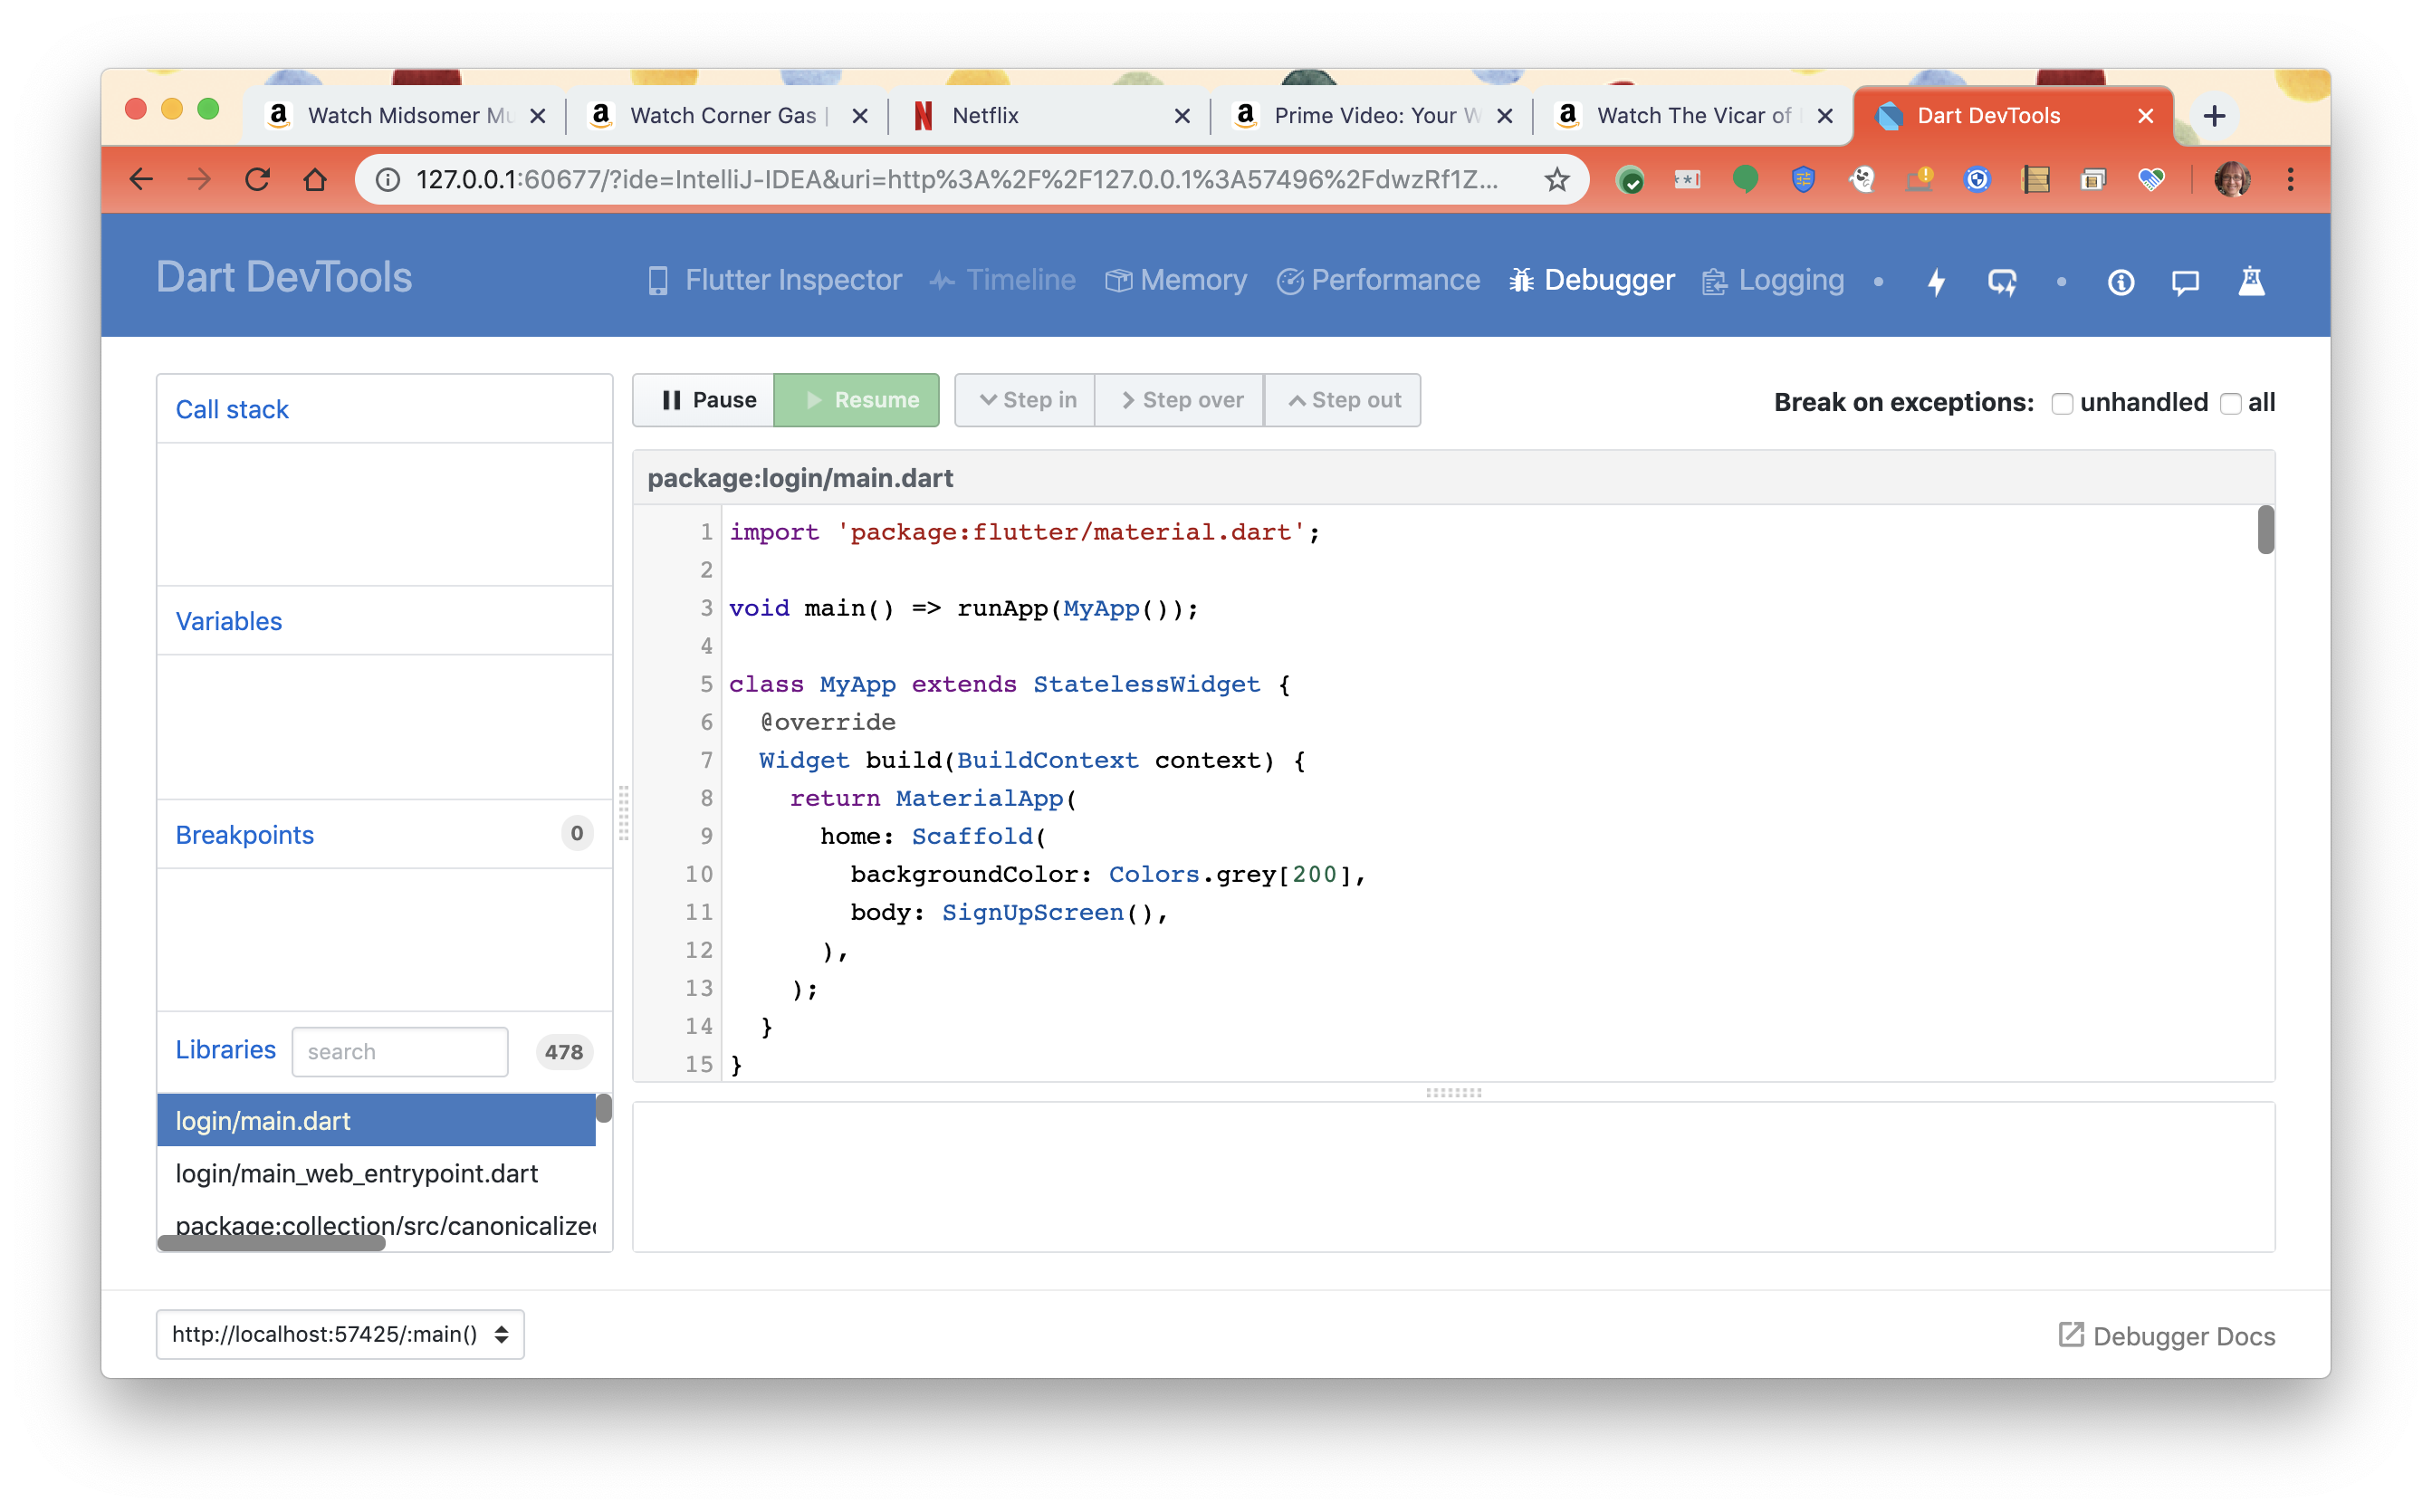 Watch Midsomer Mu
Watch Corner Gas |
Netflix
Prime Video: Your W
Watch The Vicar of
Dart DevTools
127.0.0.1:60677/?ide=IntelliJ-IDEA&uri=http%3A%2F%2F127.0.0.1%3A57496%2FdwzRf1Z...
Dart DevTools
Flutter Inspector
Timeline
Memory
Performance
Debugger
Logging
Call stack
Variables
Breakpoints
0
Libraries
search
478
login/main.dart
login/main_web_entrypoint.dart
package:collection/src/canonicalized
Pause
Resume
Step in
Step over
Step out
Break on exceptions: unhandled all
package:login/main.dart
1 import 'package:flutter/material.dart';
2
3 void main() => runApp(MyApp());
4
5 class MyApp extends StatelessWidget {
6 @override
7 Widget build(BuildContext context) {
8 return MaterialApp(
9 home: Scaffold(
10 backgroundColor: Colors.grey[200],
11 body: SignUpScreen(),
12 ),
13 );
14 }
15 }
http://localhost:57425/:main()
Debugger Docs